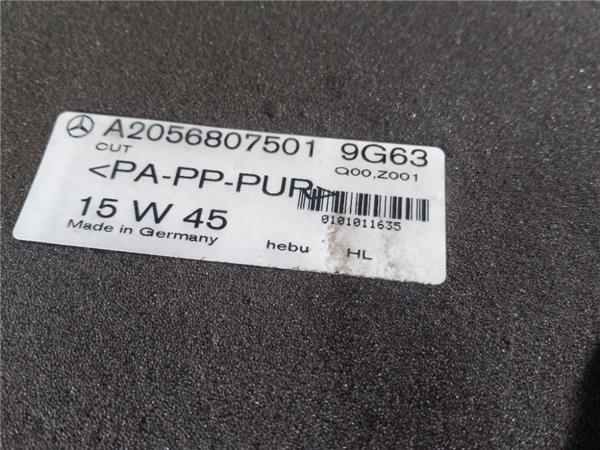 A2056807501 9G63
CUT Q00,Z001
<PA-PP-PUR>
0101011635
15 W 45
Made in Germany
hebu HL